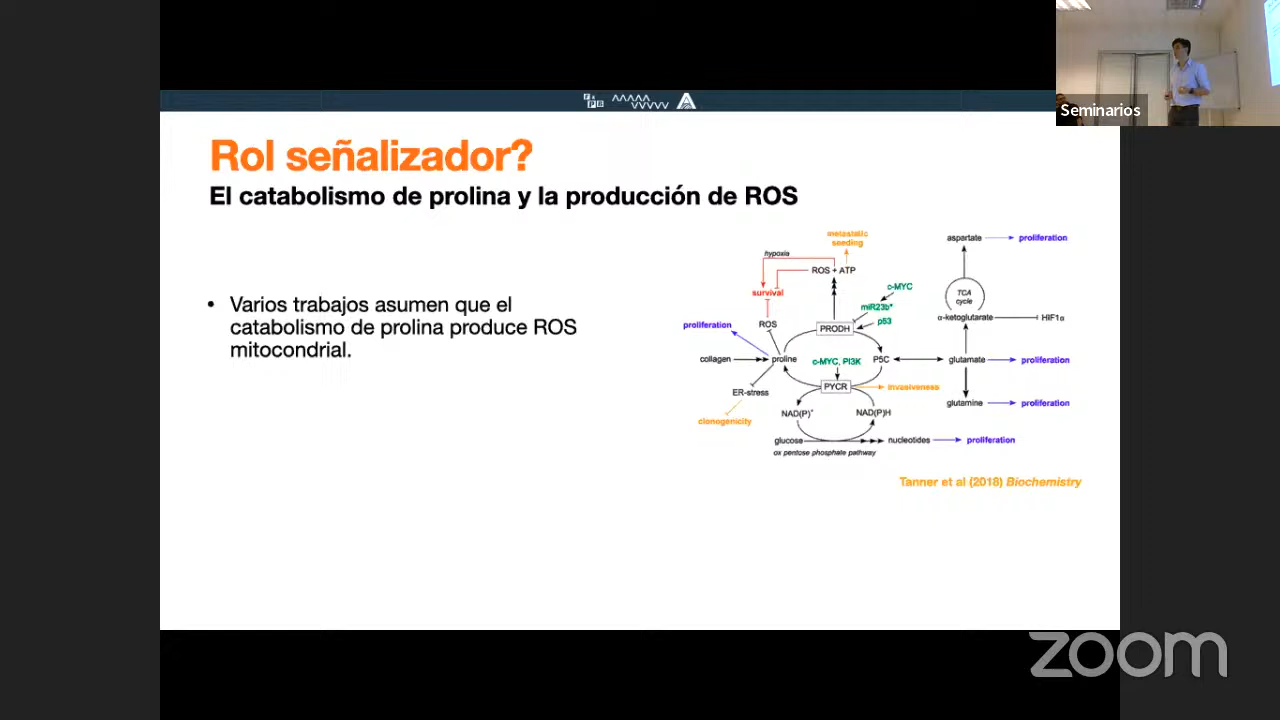 Seminarios
Rol señalizador?
El catabolismo de prolina y la producción de ROS
• Varios trabajos asumen que el
catabolismo de prolina produce ROS
mitocondrial.
metastatic
seeding
hypoxia
ROS + ATP
survival
c-MYC
miR23b*
p53
ROS
PRODH
proliferation
collagen
proline
c-MYC, PI3K
P5C
ER-stress
PYCR
invasiveness
clonogenicity
NAD(P)⁺
NAD(P)H
glucose
nucleotides
proliferation
ox pentose phosphate pathway
aspartate
proliferation
TCA
cycle
α-ketoglutarate
HIF1α
glutamate
proliferation
glutamine
proliferation
Tanner et al (2018) Biochemistry
zoom